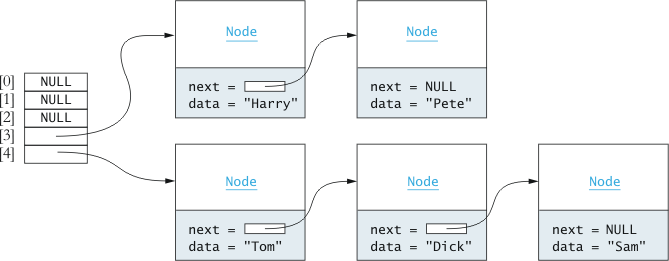 Node
Node
next =
data = "Harry"
next = NULL
data = "Pete"
[0] NULL
[1] NULL
[2] NULL
[3]
[4]
Node
Node
Node
next =
data = "Tom"
next =
data = "Dick"
next = NULL
data = "Sam"